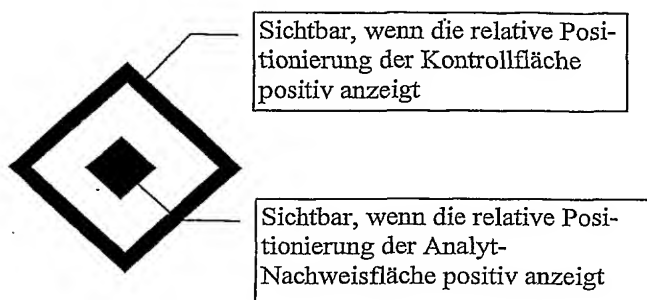 Sichtbar, wenn die relative Posi-
tionierung der Kontrollfläche
positiv anzeigt
Sichtbar, wenn die relative Posi-
tionierung der Analyt-
Nachweisfläche positiv anzeigt